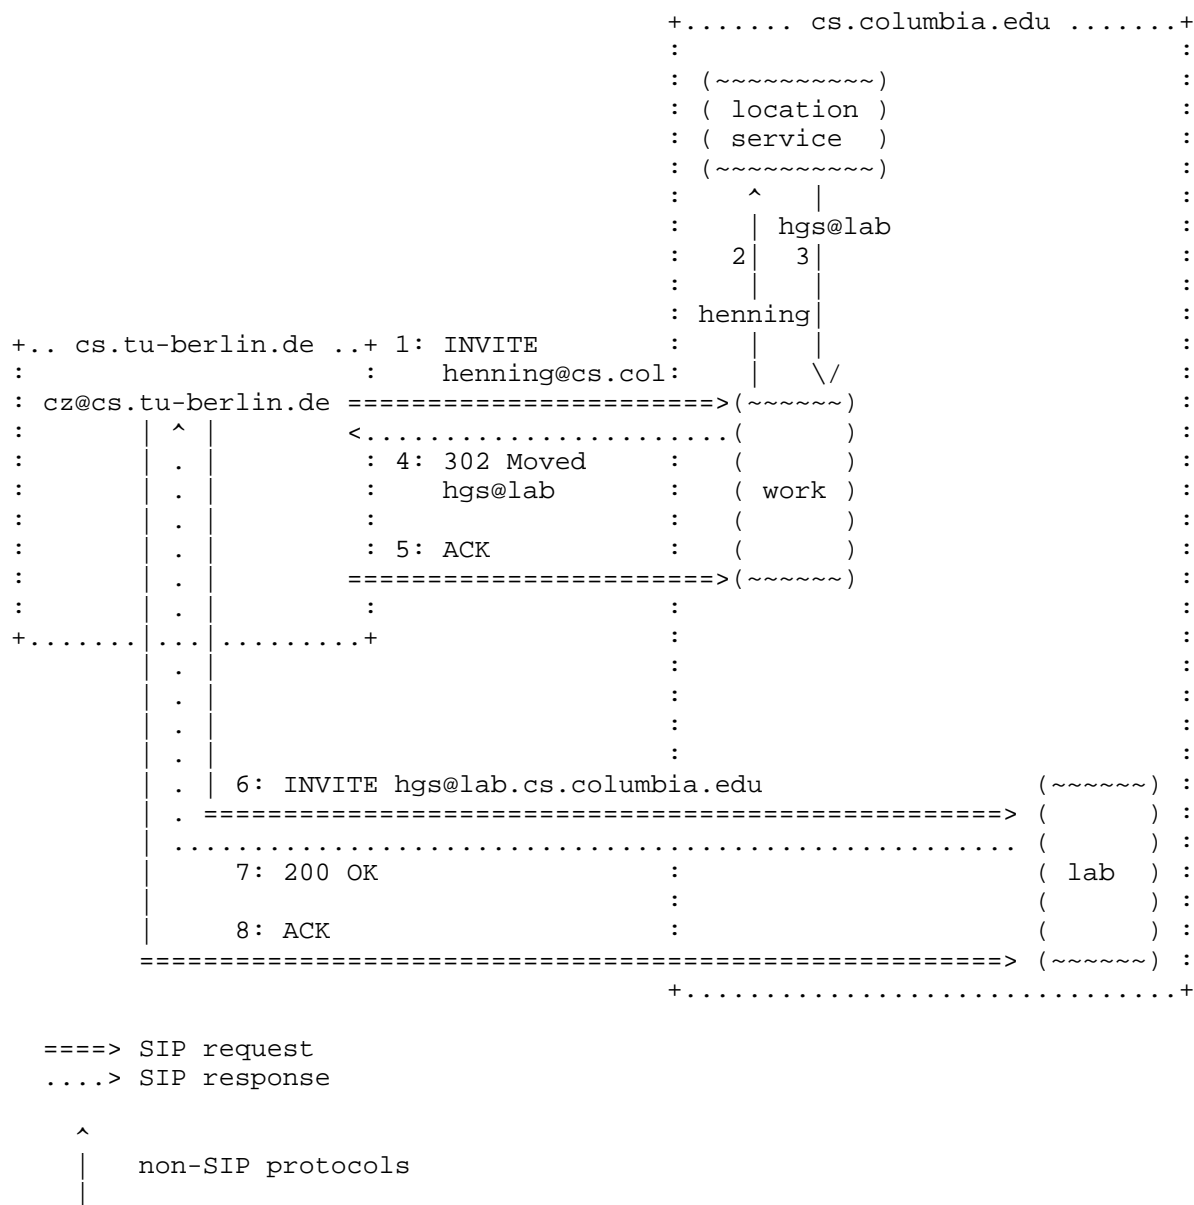 +....... cs.columbia.edu .......+
:                               :
: (~~~~~~~~~~)                  :
: ( location )                  :
: ( service  )                  :
: (~~~~~~~~~~)                  :
:    ^   |                      :
:    | hgs@lab                  :
:   2|  3|                      :
:    |   |                      :
: henning|                      :
+.. cs.tu-berlin.de ..+ 1: INVITE        :    |   |                      :
:                     :    henning@cs.col:    |   \/                     :
: cz@cs.tu-berlin.de =======================>(~~~~~~)                    :
:       | ^ |        <.......................(      )                    :
:       | . |         : 4: 302 Moved     :   (      )                    :
:       | . |         :    hgs@lab       :   ( work )                    :
:       | . |         :                  :   (      )                    :
:       | . |         : 5: ACK           :   (      )                    :
:       | . |        =======================>(~~~~~~)                    :
:       | . |         :                  :                               :
+.......|...|.........+                  :                               :
        | . |                            :                               :
        | . |                            :                               :
        | . |                            :                               :
        | . |                            :                               :
        | . | 6: INVITE hgs@lab.cs.columbia.edu                 (~~~~~~) :
        | . ==================================================> (      ) :
        | ..................................................... (      ) :
        |     7: 200 OK                  :                      ( lab  ) :
        |                                :                      (      ) :
        |     8: ACK                     :                      (      ) :
        ======================================================> (~~~~~~) :
                                         +...............................+
====> SIP request
....> SIP response
^
|    non-SIP protocols
|